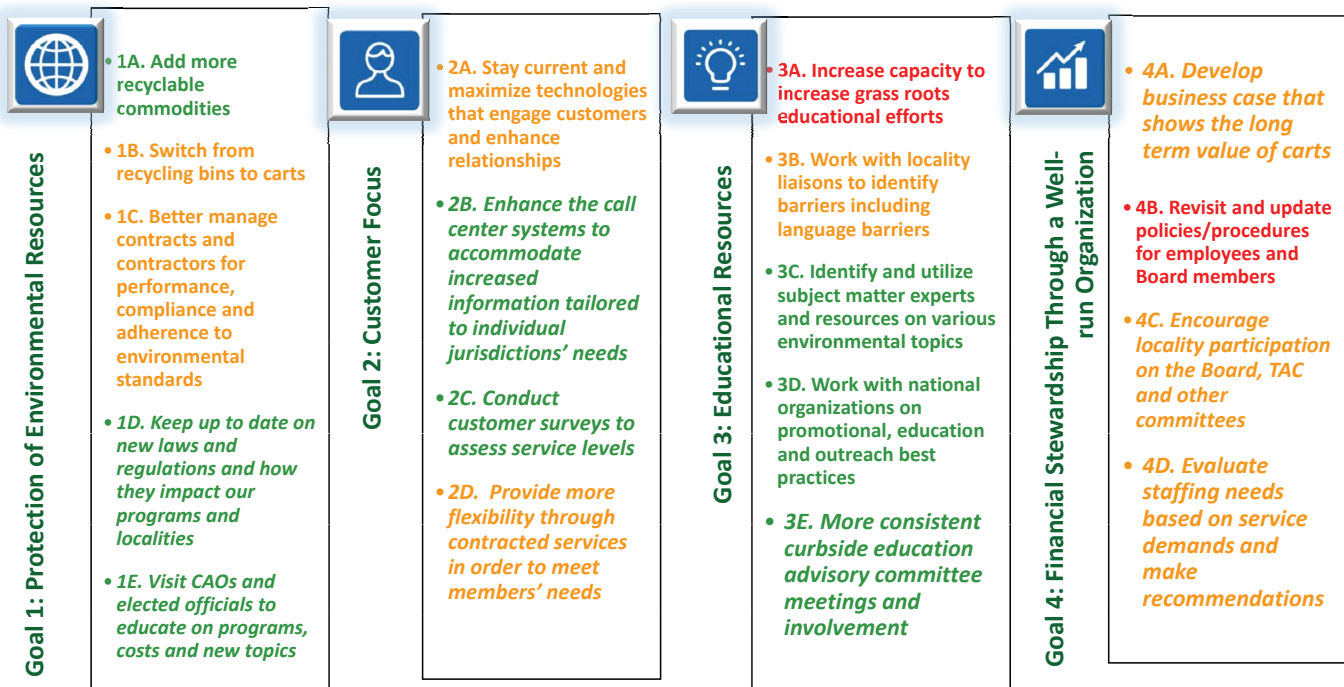 Goal 1: Protection of Environmental Resources
• 1A. Add more
recyclable
commodities
• 1B. Switch from
recycling bins to carts
• 1C. Better manage
contracts and
contractors for
performance,
compliance and
adherence to
environmental
standards
• 1D. Keep up to date on
new laws and
regulations and how
they impact our
programs and
localities
• 1E. Visit CAOs and
elected officials to
educate on programs,
costs and new topics
Goal 2: Customer Focus
• 2A. Stay current and
maximize technologies
that engage customers
and enhance
relationships
• 2B. Enhance the call
center systems to
accommodate
increased
information tailored
to individual
jurisdictions’ needs
• 2C. Conduct
customer surveys to
assess service levels
• 2D. Provide more
flexibility through
contracted services
in order to meet
members’ needs
Goal 3: Educational Resources
• 3A. Increase capacity to
increase grass roots
educational efforts
• 3B. Work with locality
liaisons to identify
barriers including
language barriers
• 3C. Identify and utilize
subject matter experts
and resources on various
environmental topics
• 3D. Work with national
organizations on
promotional, education
and outreach best
practices
• 3E. More consistent
curbside education
advisory committee
meetings and
involvement
Goal 4: Financial Stewardship Through a Well-
run Organization
• 4A. Develop
business case that
shows the long
term value of carts
• 4B. Revisit and update
policies/procedures
for employees and
Board members
• 4C. Encourage
locality participation
on the Board, TAC
and other
committees
• 4D. Evaluate
staffing needs
based on service
demands and
make
recommendations